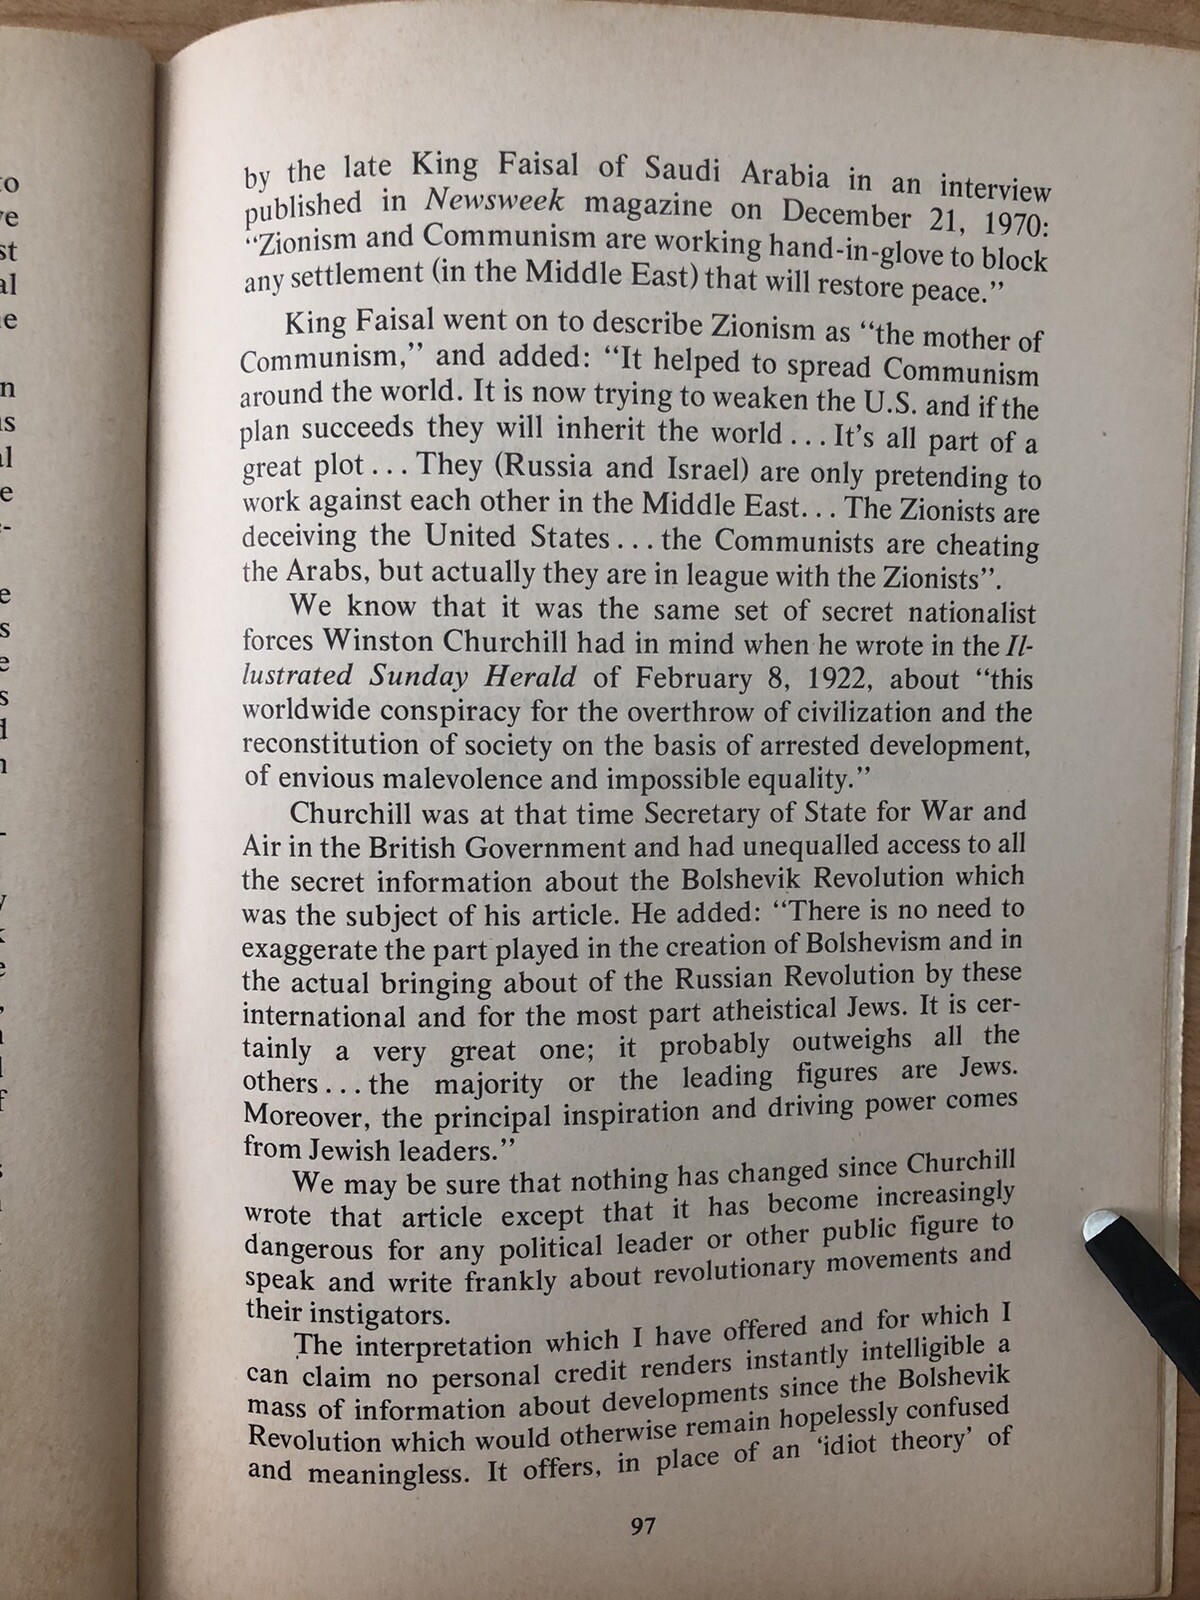 by the late King Faisal of Saudi Arabia in an interview
published in Newsweek magazine on December 21, 1970:
“Zionism and Communism are working hand-in-glove to block
any settlement (in the Middle East) that will restore peace.”
King Faisal went on to describe Zionism as “the mother of
Communism,” and added: “It helped to spread Communism
around the world. It is now trying to weaken the U.S. and if the
plan succeeds they will inherit the world . . . It’s all part of a
great plot . . . They (Russia and Israel) are only pretending to
work against each other in the Middle East. . . The Zionists are
deceiving the United States . . . the Communists are cheating
the Arabs, but actually they are in league with the Zionists”.
We know that it was the same set of secret nationalist
forces Winston Churchill had in mind when he wrote in the Il-
lustrated Sunday Herald of February 8, 1922, about “this
worldwide conspiracy for the overthrow of civilization and the
reconstitution of society on the basis of arrested development,
of envious malevolence and impossible equality.”
Churchill was at that time Secretary of State for War and
Air in the British Government and had unequalled access to all
the secret information about the Bolshevik Revolution which
was the subject of his article. He added: “There is no need to
exaggerate the part played in the creation of Bolshevism and in
the actual bringing about of the Russian Revolution by these
international and for the most part atheistical Jews. It is cer-
tainly a very great one; it probably outweighs all the
others . . . the majority or the leading figures are Jews.
Moreover, the principal inspiration and driving power comes
from Jewish leaders.”
We may be sure that nothing has changed since Churchill
wrote that article except that it has become increasingly
dangerous for any political leader or other public figure to
speak and write frankly about revolutionary movements and
their instigators.
The interpretation which I have offered and for which I
can claim no personal credit renders instantly intelligible a
mass of information about developments since the Bolshevik
Revolution which would otherwise remain hopelessly confused
and meaningless. It offers, in place of an ‘idiot theory’ of
97